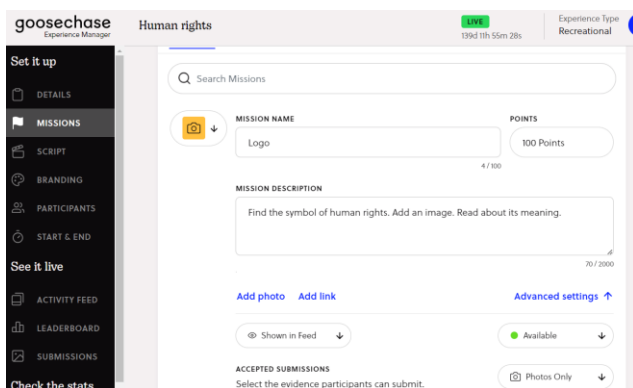 goosechase
Experience Manager
Human rights
LIVE
139d 11h 55m 28s
Experience Type
Recreational
Set it up
DETAILS
MISSIONS
SCRIPT
BRANDING
PARTICIPANTS
START & END
See it live
ACTIVITY FEED
LEADERBOARD
SUBMISSIONS
Check the stats
Search Missions
MISSION NAME
POINTS
Logo
100 Points
4 / 100
MISSION DESCRIPTION
Find the symbol of human rights. Add an image. Read about its meaning.
70 / 2000
Add photo Add link
Advanced settings
Shown in Feed
Available
ACCEPTED SUBMISSIONS
Select the evidence participants can submit.
Photos Only